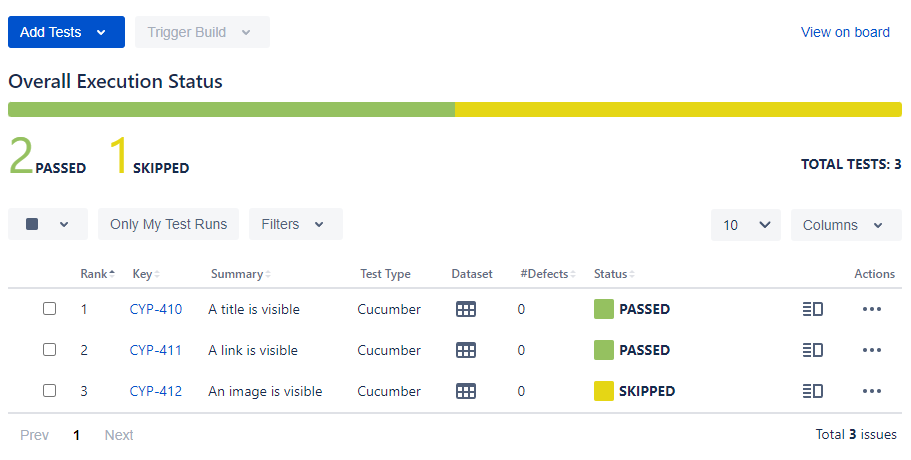 Add Tests Trigger Build View on board
Overall Execution Status
2 PASSED 1 SKIPPED TOTAL TESTS: 3
Only My Test Runs Filters 10 Columns
Rank Key Summary Test Type Dataset #Defects Status Actions
1 CYP-410 A title is visible Cucumber 0 PASSED
2 CYP-411 A link is visible Cucumber 0 PASSED
3 CYP-412 An image is visible Cucumber 0 SKIPPED
Prev 1 Next Total 3 issues